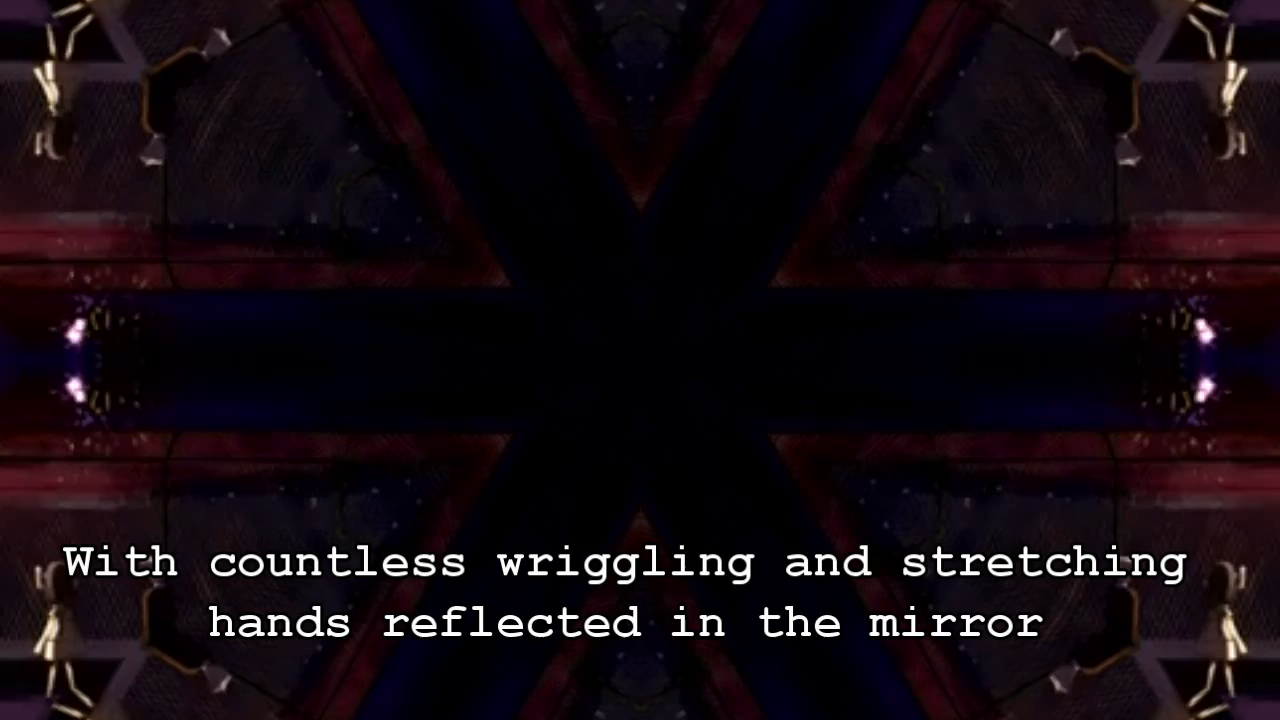 With countless wriggling and stretching
hands reflected in the mirror